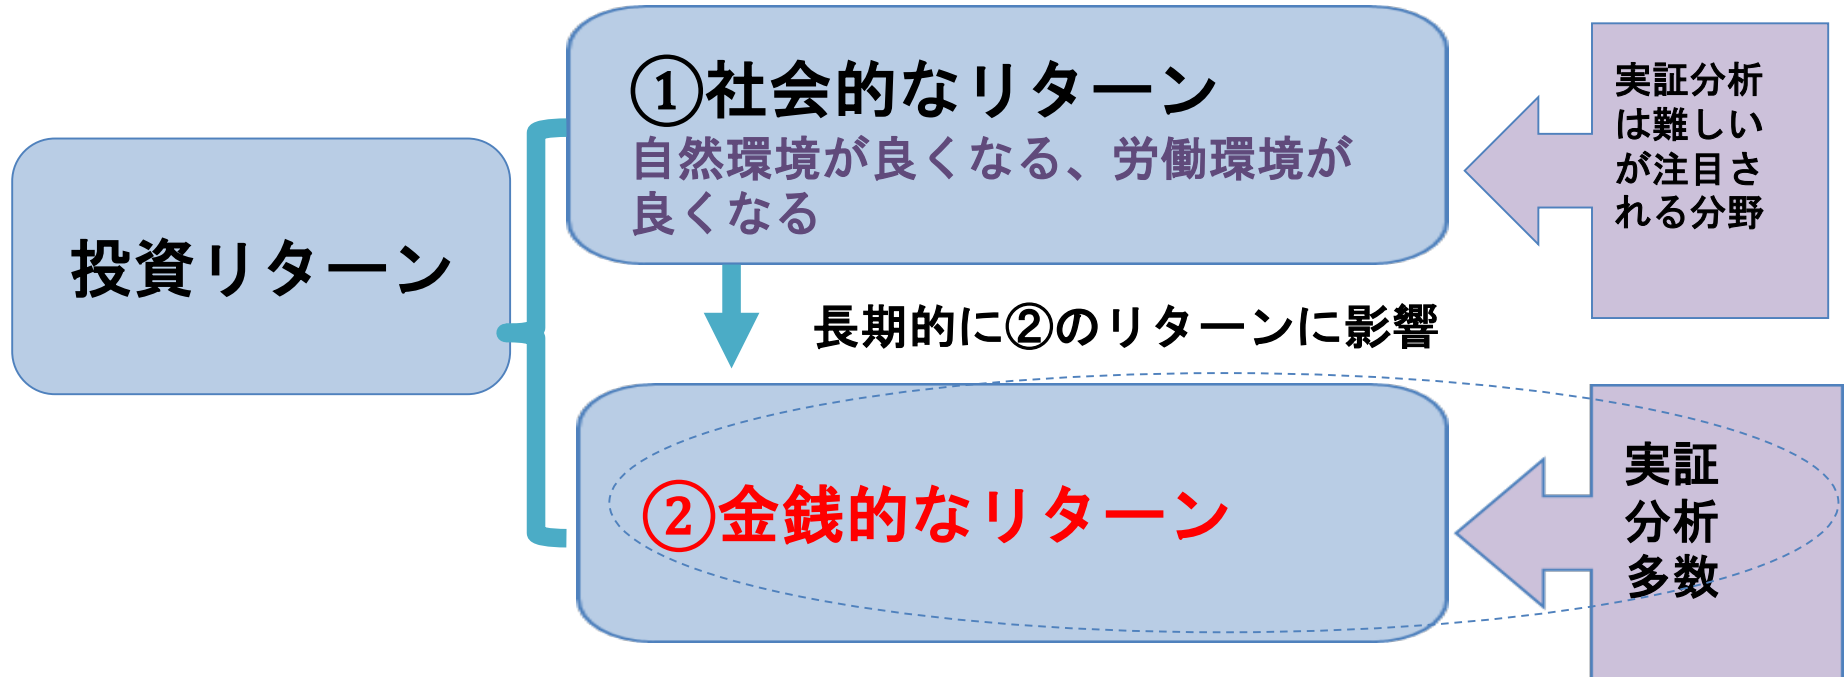 投資リターン
①社会的なリターン
自然環境が良くなる、労働環境が
良くなる
実証分析
は難しい
が注目さ
れる分野
長期的に②のリターンに影響
②金銭的なリターン
実証
分析
多数